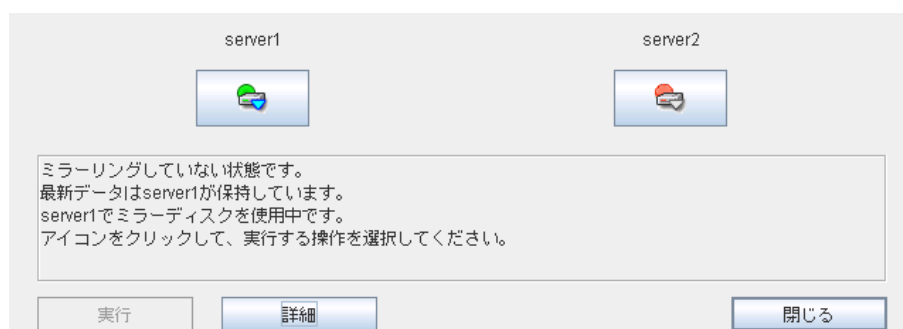 server1 server2
ミラーリングしていない状態です。
最新データはserver1が保持しています。
server1でミラーディスクを使用中です。
アイコンをクリックして、実行する操作を選択してください。
実行 詳細 閉じる